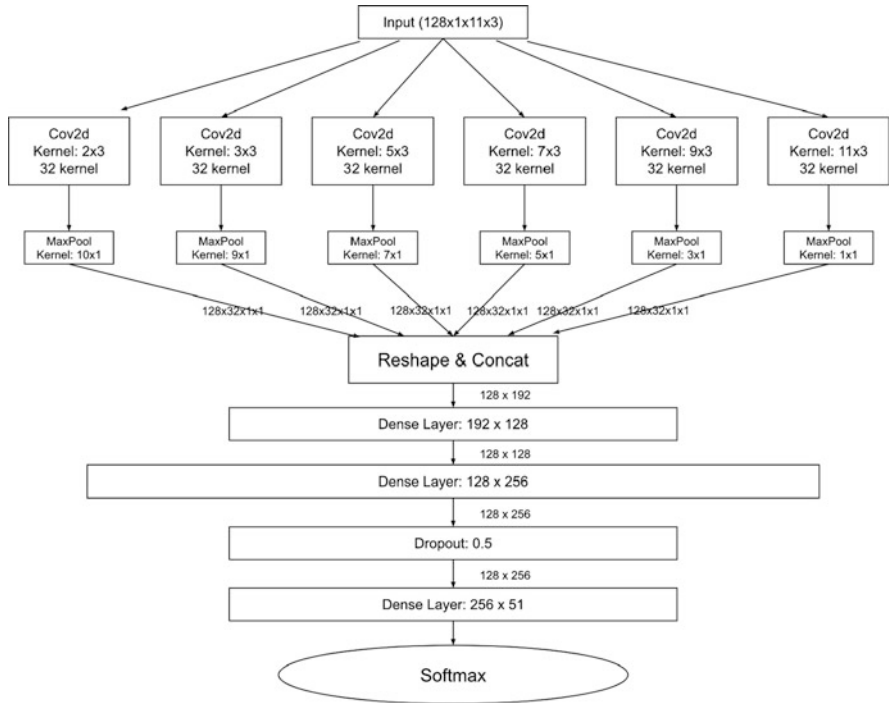 Input (128x1x11x3)
Cov2d
Kernel: 2x3
32 kernel
Cov2d
Kernel: 3x3
32 kernel
Cov2d
Kernel: 5x3
32 kernel
Cov2d
Kernel: 7x3
32 kernel
Cov2d
Kernel: 9x3
32 kernel
Cov2d
Kernel: 11x3
32 kernel
MaxPool
Kernel: 10x1
MaxPool
Kernel: 9x1
MaxPool
Kernel: 7x1
MaxPool
Kernel: 5x1
MaxPool
Kernel: 3x1
MaxPool
Kernel: 1x1
128x32x1x1
128x32x1x1
128x32x1x1
128x32x1x1
128x32x1x1
128x32x1x1
Reshape & Concat
128 x 192
Dense Layer: 192 x 128
128 x 128
Dense Layer: 128 x 256
128 x 256
Dropout: 0.5
128 x 256
Dense Layer: 256 x 51
Softmax